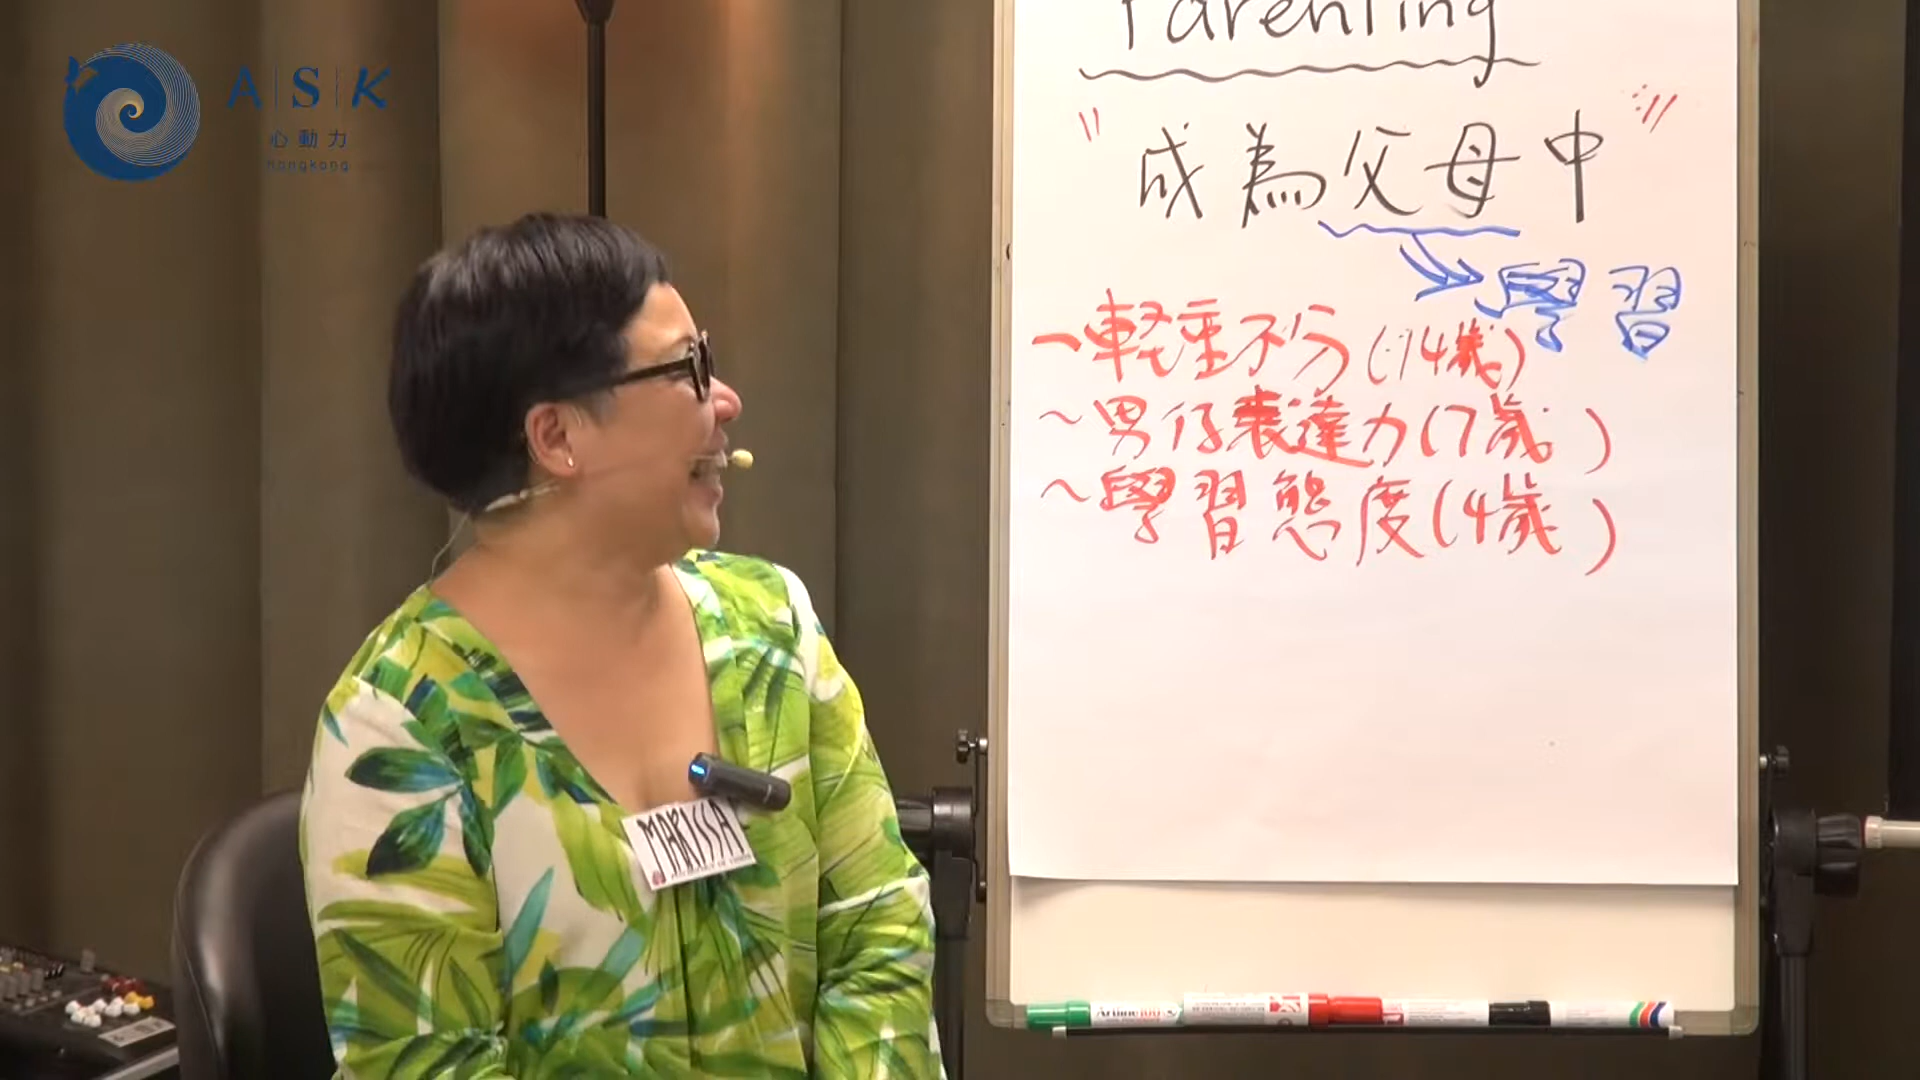 A|S|K
心動力
hongkong
Parenting
"成為父母中"
學習
~輕重不分(14歲)
~男仔表達力(7歲)
~學習態度(4歲)
MARISSA
Artline100